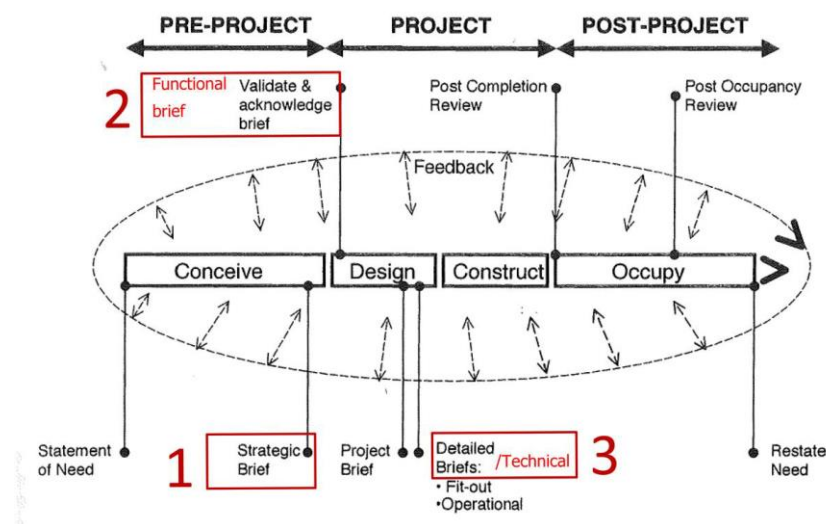 PRE-PROJECT
PROJECT
POST-PROJECT
2
Functional
brief
Validate &
acknowledge
brief
Post Completion
Review
Post Occupancy
Review
Feedback
Conceive
Design
Construct
Occupy
Statement
of Need
1
Strategic
Brief
Project
Brief
Detailed
Briefs: /Technical
• Fit-out
•Operational
3
Restate
Need